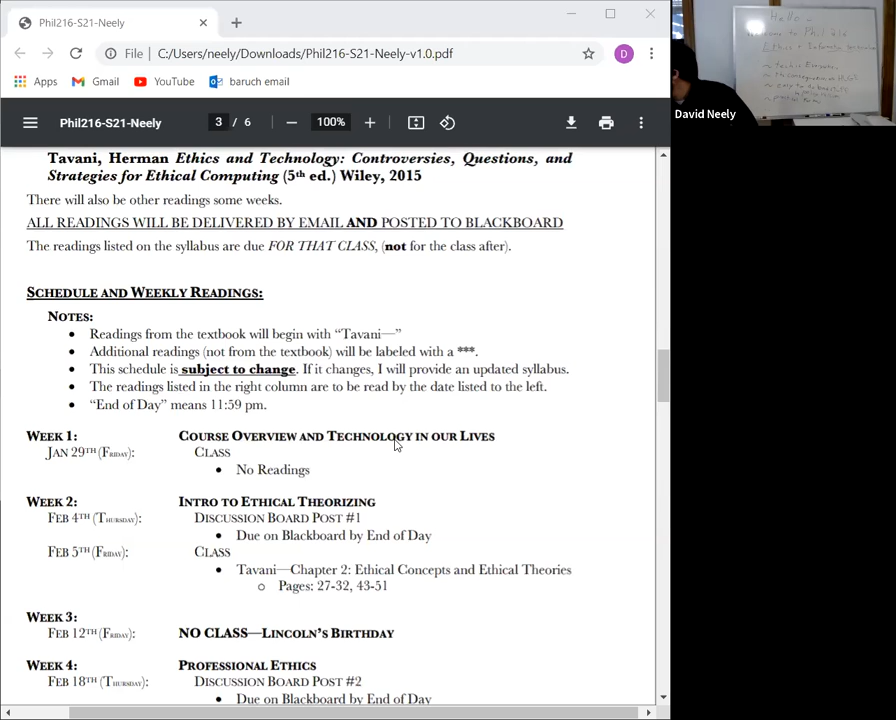 Phil216-S21-Neely
File
C:/Users/neely/Downloads/Phil216-S21-Neely-v1.0.pdf
D
Apps
Gmail
YouTube
baruch email
Phil216-S21-Neely
3 / 6
100%
Tavani, Herman Ethics and Technology: Controversies, Questions, and
Strategies for Ethical Computing (5th ed.) Wiley, 2015
There will also be other readings some weeks.
ALL READINGS WILL BE DELIVERED BY EMAIL AND POSTED TO BLACKBOARD
The readings listed on the syllabus are due FOR THAT CLASS, (not for the class after).
SCHEDULE AND WEEKLY READINGS:
NOTES:
• Readings from the textbook will begin with “Tavani—”
• Additional readings (not from the textbook) will be labeled with a ***.
• This schedule is subject to change. If it changes, I will provide an updated syllabus.
• The readings listed in the right column are to be read by the date listed to the left.
• “End of Day” means 11:59 pm.
WEEK 1: COURSE OVERVIEW AND TECHNOLOGY IN OUR LIVES
JAN 29TH (FRIDAY): CLASS
• No Readings
WEEK 2: INTRO TO ETHICAL THEORIZING
FEB 4TH (THURSDAY): DISCUSSION BOARD POST #1
• Due on Blackboard by End of Day
FEB 5TH (FRIDAY): CLASS
• Tavani—Chapter 2: Ethical Concepts and Ethical Theories
o Pages: 27-32, 43-51
WEEK 3:
FEB 12TH (FRIDAY): NO CLASS—LINCOLN’S BIRTHDAY
WEEK 4: PROFESSIONAL ETHICS
FEB 18TH (THURSDAY): DISCUSSION BOARD POST #2
• Due on Blackboard by End of Day
Hello
Welcome to Phil 216
David Neely